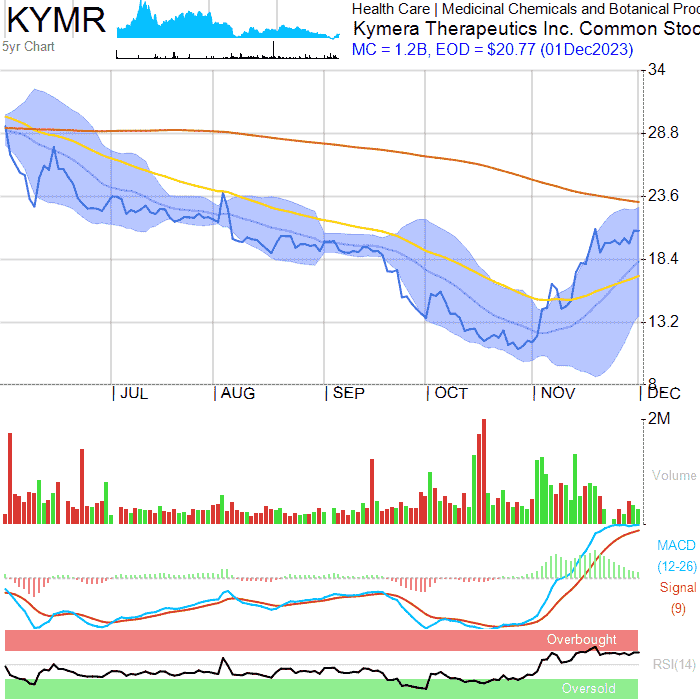 KYMR
5yr Chart
Health Care | Medicinal Chemicals and Botanical Proc
Kymera Therapeutics Inc. Common Stoc
MC = 1.2B, EOD = $20.77 (01Dec2023)
34
28.8
23.6
18.4
13.2
8
JUL AUG SEP OCT NOV DEC
2M
Volume
MACD
(12-26)
Signal
(9)
Overbought
RSI(14)
Oversold